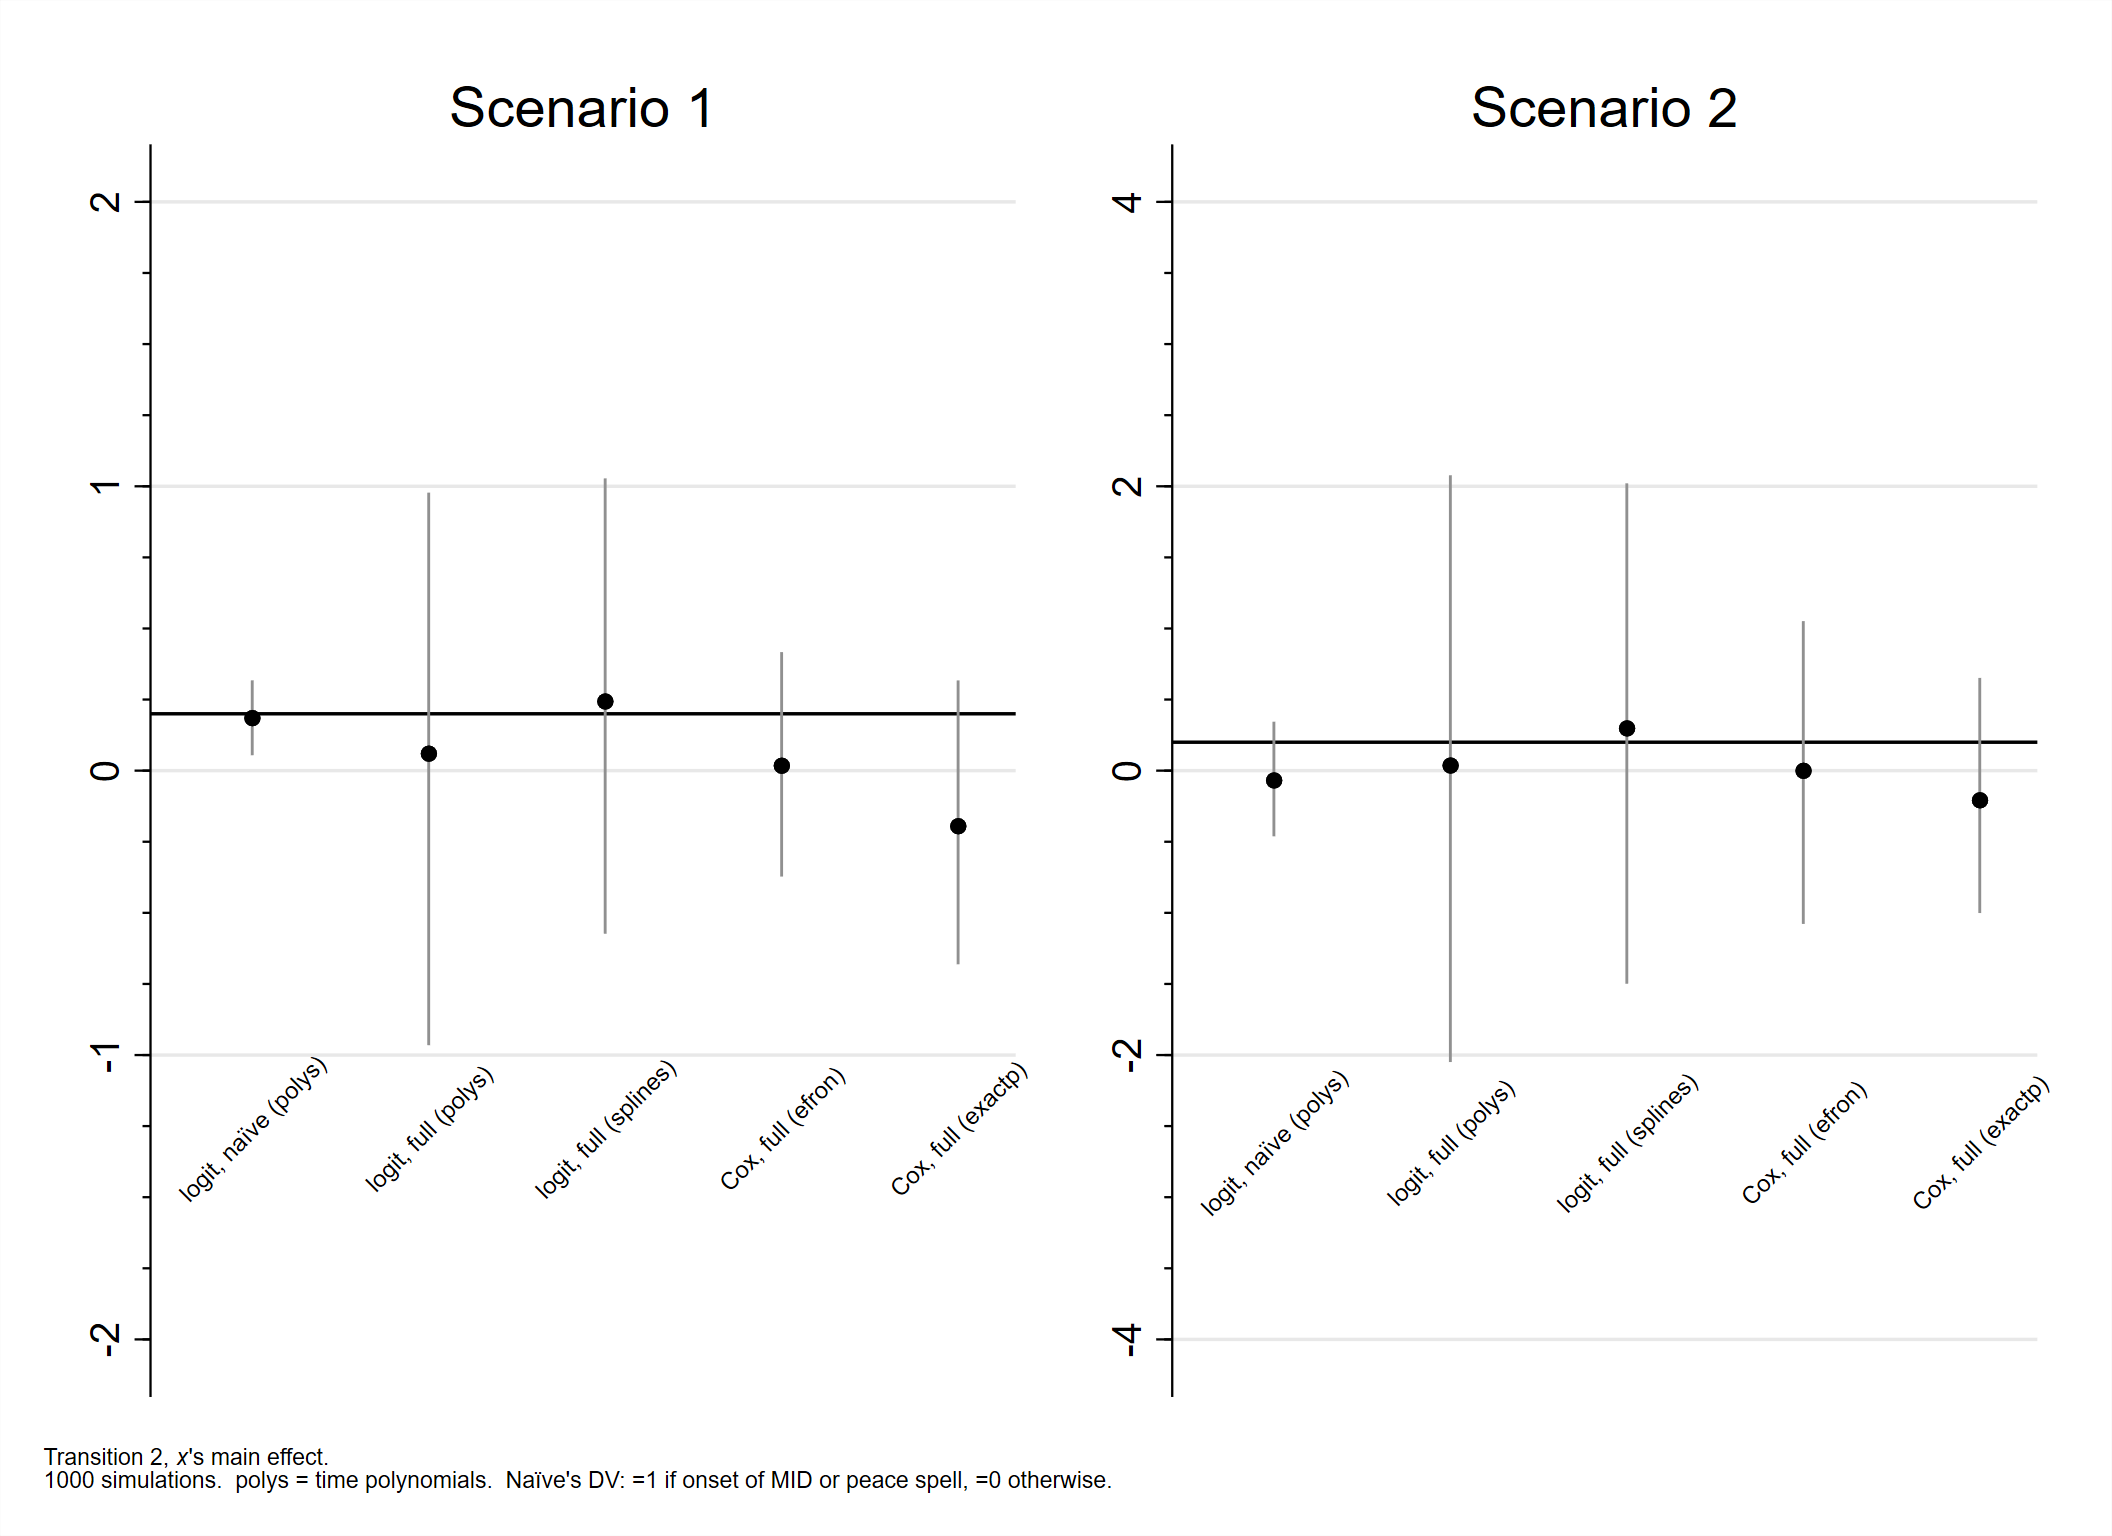 Scenario 1
2
1
0
-1
-2
logit, naïve (polys)
logit, full (polys)
logit, full (splines)
Cox, full (efron)
Cox, full (exactp)
Scenario 2
4
2
0
-2
-4
logit, naïve (polys)
logit, full (polys)
logit, full (splines)
Cox, full (efron)
Cox, full (exactp)
Transition 2, x's main effect.
1000 simulations.  polys = time polynomials.  Naïve's DV: =1 if onset of MID or peace spell, =0 otherwise.